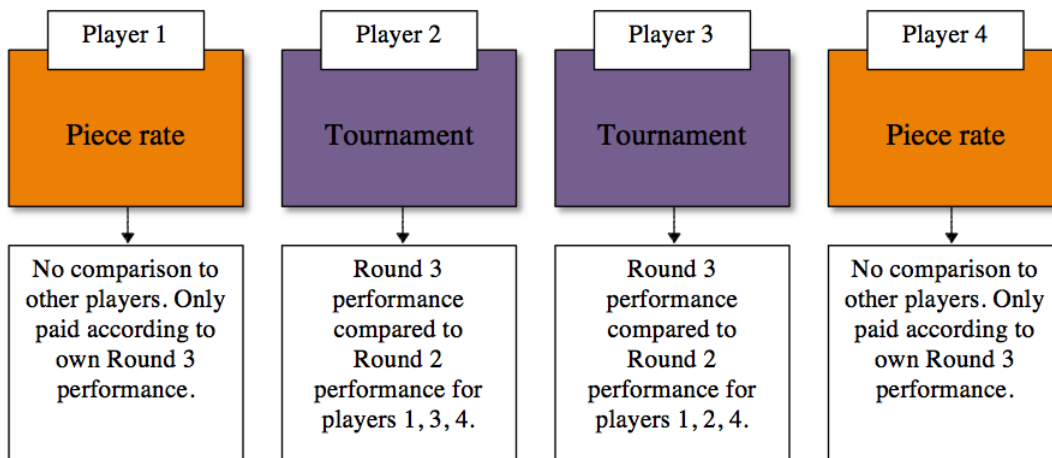 Player 1
Piece rate
No comparison to
other players. Only
paid according to
own Round 3
performance.
Player 2
Tournament
Round 3
performance
compared to
Round 2
performance for
players 1, 3, 4.
Player 3
Tournament
Round 3
performance
compared to
Round 2
performance for
players 1, 2, 4.
Player 4
Piece rate
No comparison to
other players. Only
paid according to
own Round 3
performance.